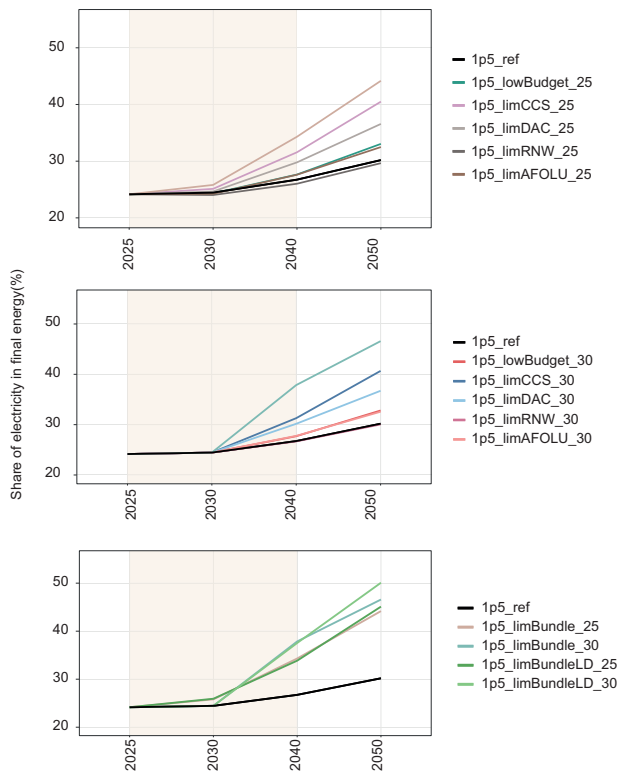 Share of electricity in final energy(%)
50
40
30
20
2025
2030
2040
2050
1p5_ref
1p5_lowBudget_25
1p5_limCCS_25
1p5_limDAC_25
1p5_limRNW_25
1p5_limAFOLU_25
50
40
30
20
2025
2030
2040
2050
1p5_ref
1p5_lowBudget_30
1p5_limCCS_30
1p5_limDAC_30
1p5_limRNW_30
1p5_limAFOLU_30
50
40
30
20
2025
2030
2040
2050
1p5_ref
1p5_limBundle_25
1p5_limBundle_30
1p5_limBundleLD_25
1p5_limBundleLD_30